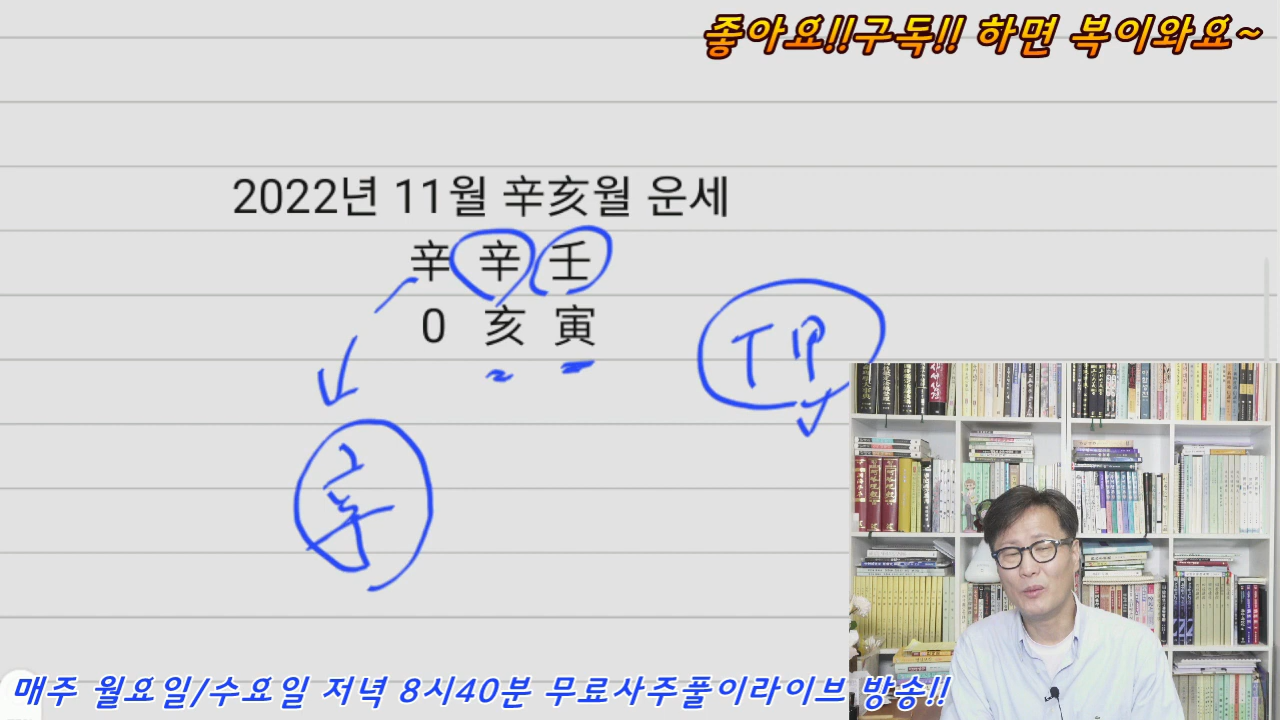 좋아요!!구독!! 하면 복이와요~
2022년 11월 辛亥월 운세
辛 辛 壬
0 亥 寅
TP
辛
매주 월요일/수요일 저녁 8시40분 무료사주풀이라이브 방송!!